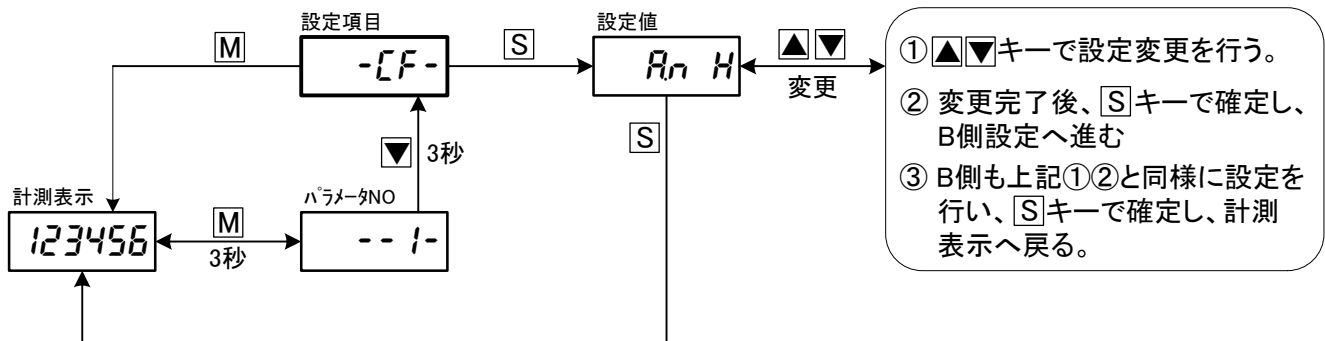 設定項目
-CF-
M
S
設定値
A.n H
▲▼
変更
S
▼ 3秒
計測表示
123456
M
3秒
パラメータNO
--1-
①▲▼キーで設定変更を行う。
② 変更完了後、Sキーで確定し、
B側設定へ進む
③ B側も上記①②と同様に設定を
行い、Sキーで確定し、計測
表示へ戻る。